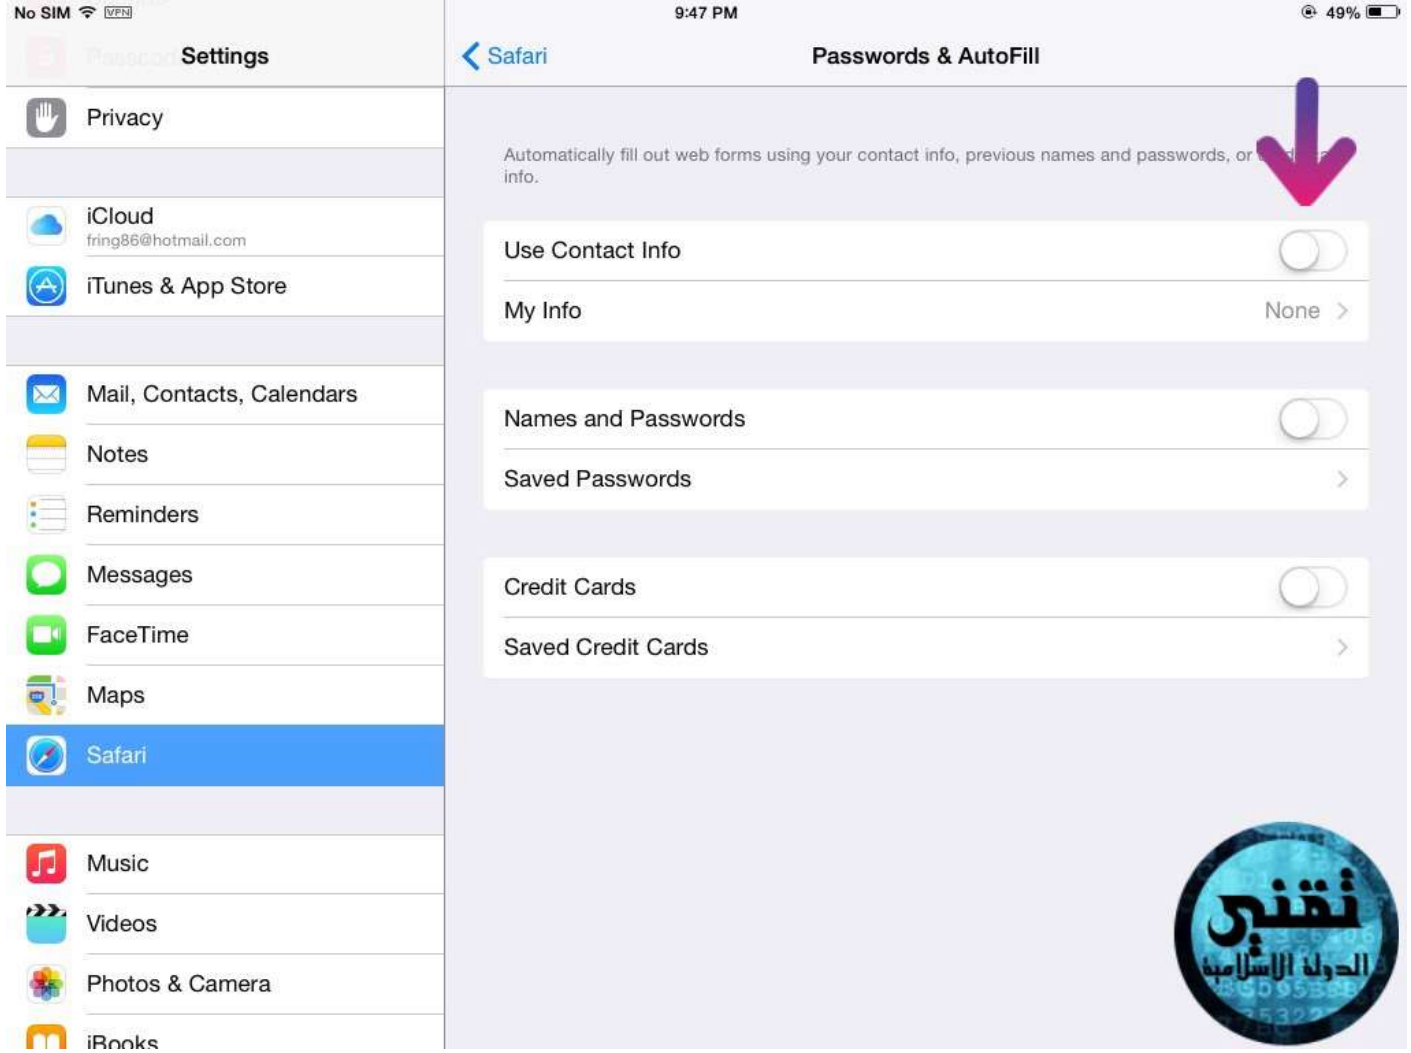 No SIM VPN
9:47 PM
49%
Settings
Safari
Passwords & AutoFill
Privacy
iCloud
fring86@hotmail.com
iTunes & App Store
Mail, Contacts, Calendars
Notes
Reminders
Messages
FaceTime
Maps
Safari
Music
Videos
Photos & Camera
iBooks
Automatically fill out web forms using your contact info, previous names and passwords, or
info.
Use Contact Info
My Info None
Names and Passwords
Saved Passwords
Credit Cards
Saved Credit Cards
تقني
الدولة الإسلامية